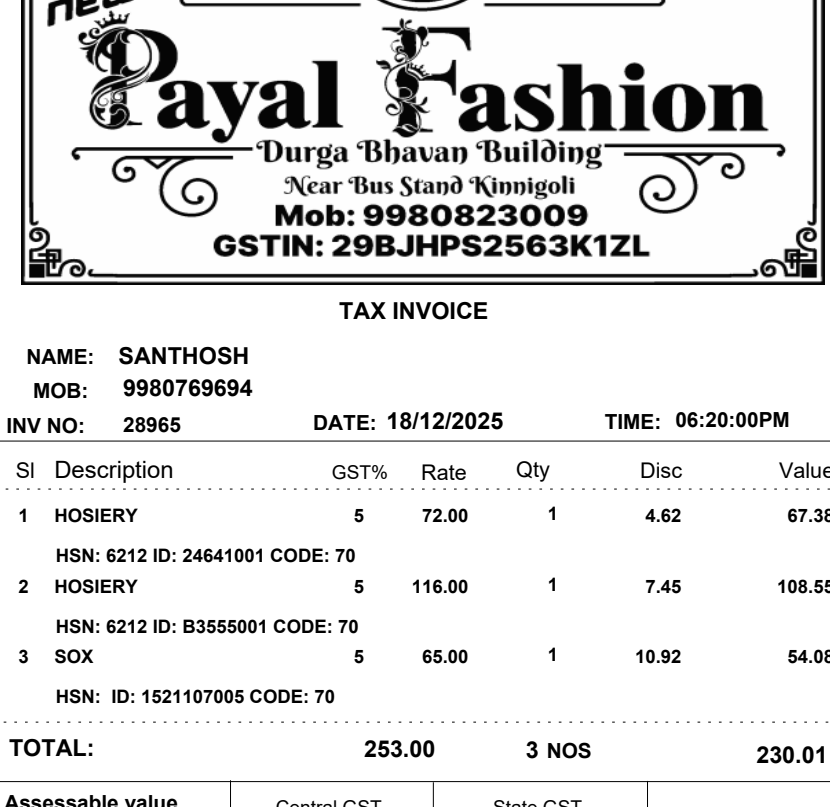 new
Payal Fashion
Durga Bhavan Building
Near Bus Stand Kinnigoli
Mob: 9980823009
GSTIN: 29BJHPS2563K1ZL
TAX INVOICE
NAME: SANTHOSH
MOB: 9980769694
INV NO: 28965 DATE: 18/12/2025 TIME: 06:20:00PM
Sl Description GST% Rate Qty Disc Value
1 HOSIERY 5 72.00 1 4.62 67.38
HSN: 6212 ID: 24641001 CODE: 70
2 HOSIERY 5 116.00 1 7.45 108.55
HSN: 6212 ID: B3555001 CODE: 70
3 SOX 5 65.00 1 10.92 54.08
HSN: ID: 1521107005 CODE: 70
TOTAL: 253.00 3 NOS 230.01
Assessable value Central GST State GST